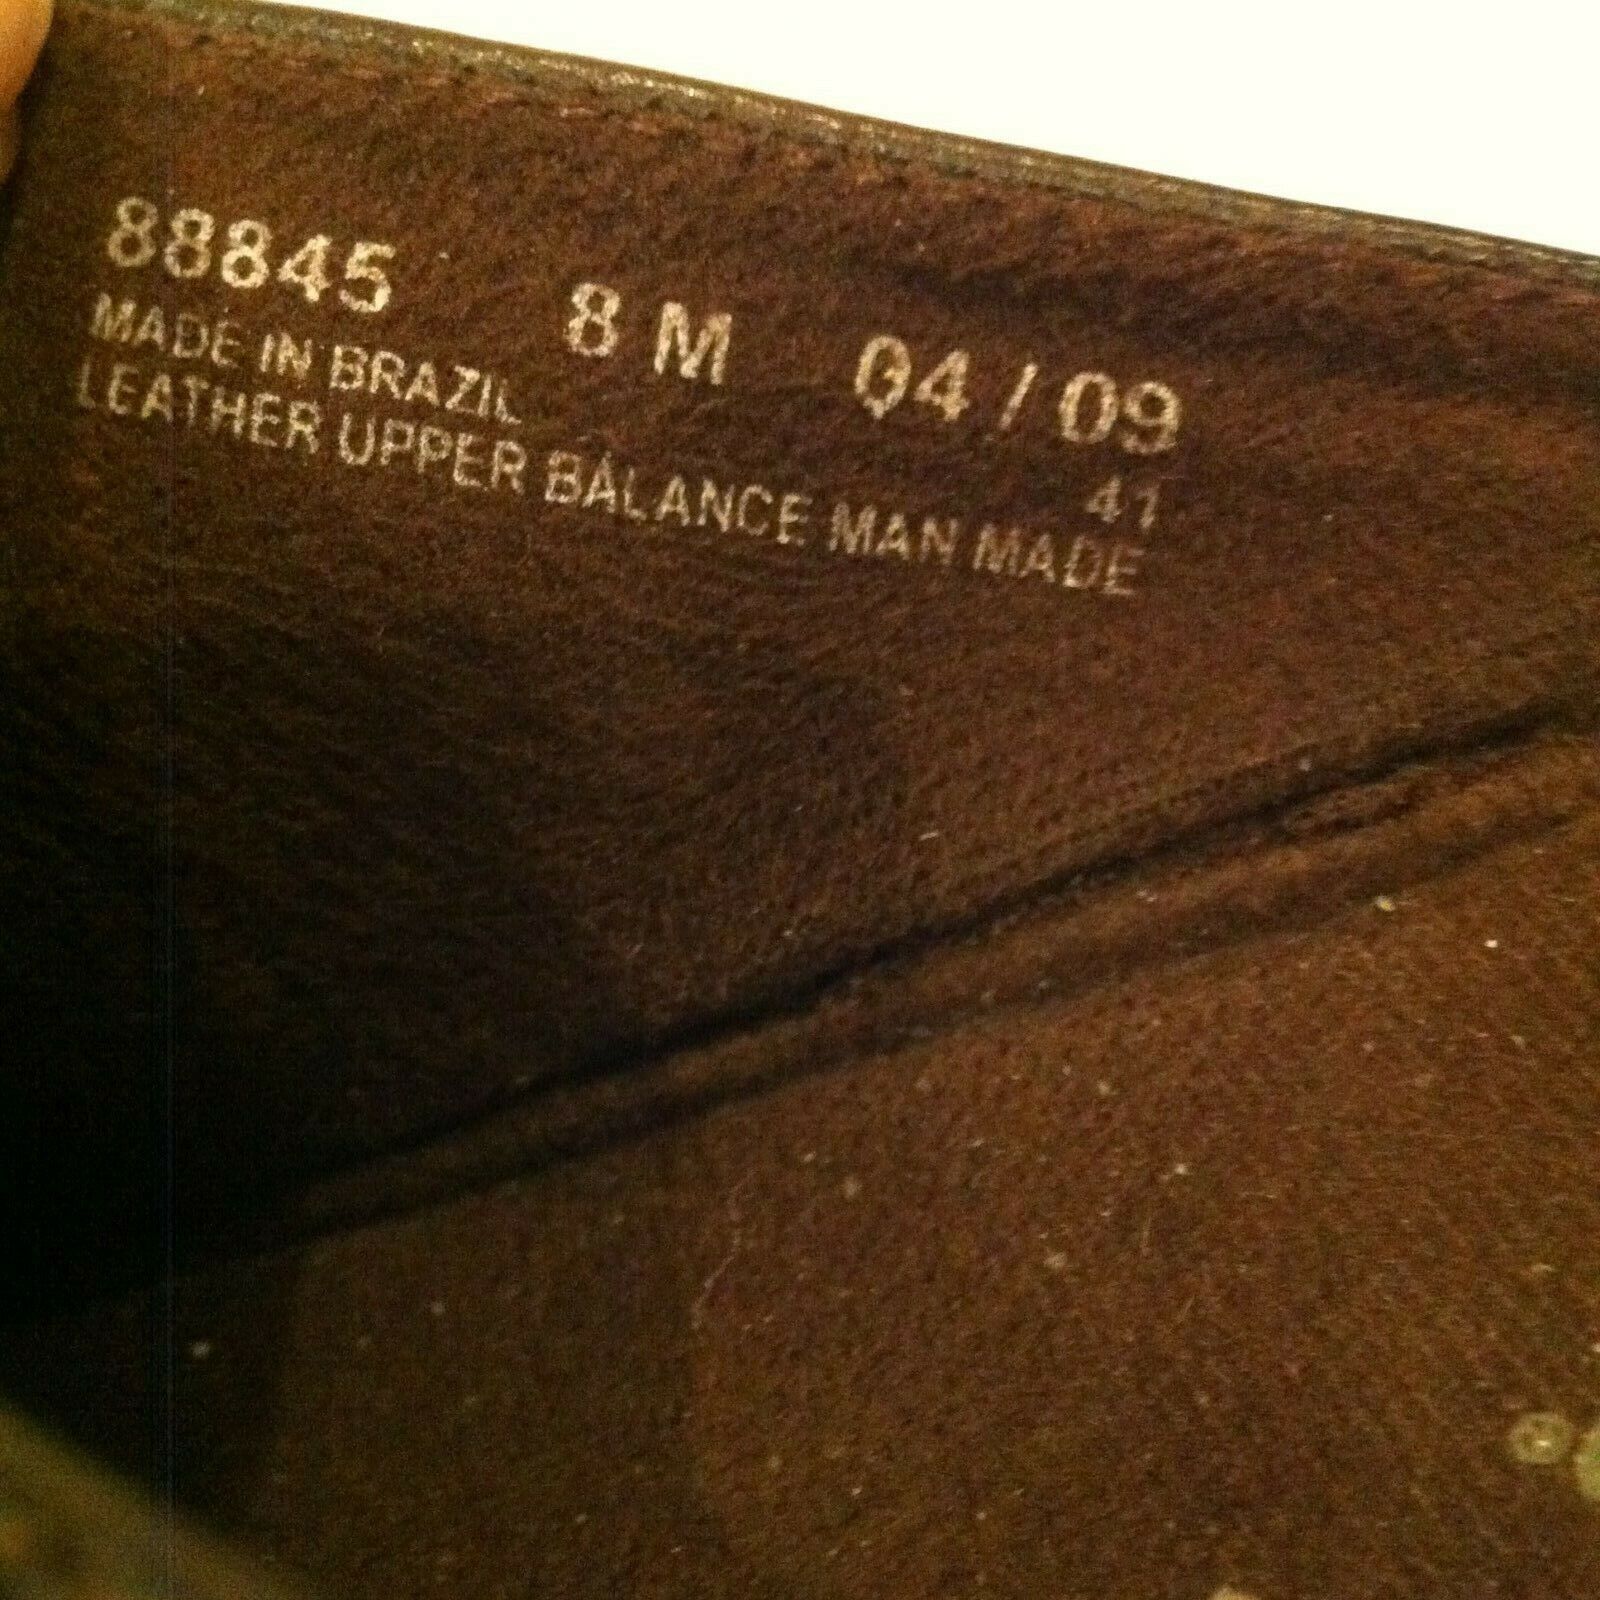 88845 8 M 04/09
41
MADE IN BRAZIL
LEATHER UPPER BALANCE MAN MADE